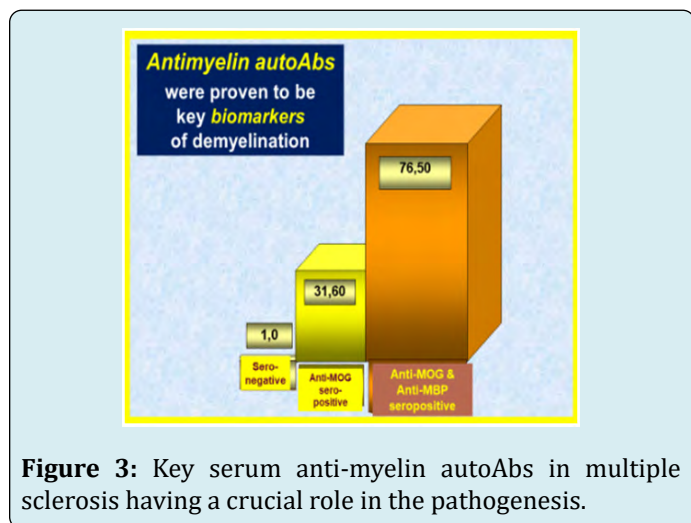 Antimyelin autoAbs
were proven to be
key biomarkers
of demyelination
76,50
31,60
1,0
Sero-
negative
Anti-MOG
sero-
positive
Anti-MOG &
Anti-MBP
seropositive
Figure 3: Key serum anti-myelin autoAbs in multiple
sclerosis having a crucial role in the pathogenesis.